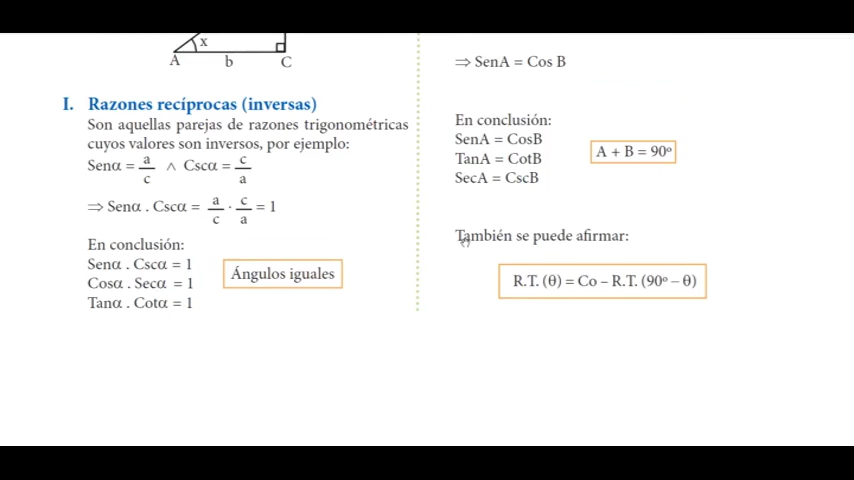 x
A b C
I. Razones recíprocas (inversas)
Son aquellas parejas de razones trigonométricas
cuyos valores son inversos, por ejemplo:
Senα = a/c ∧ Cscα = c/a
⇒ Senα . Cscα = a/c · c/a = 1
En conclusión:
Senα . Cscα = 1
Cosα . Secα = 1
Tanα . Cotα = 1
Ángulos iguales
⇒ SenA = Cos B
En conclusión:
SenA = CosB
TanA = CotB
SecA = CscB
A + B = 90º
También se puede afirmar:
R.T. (θ) = Co – R.T. (90º – θ)